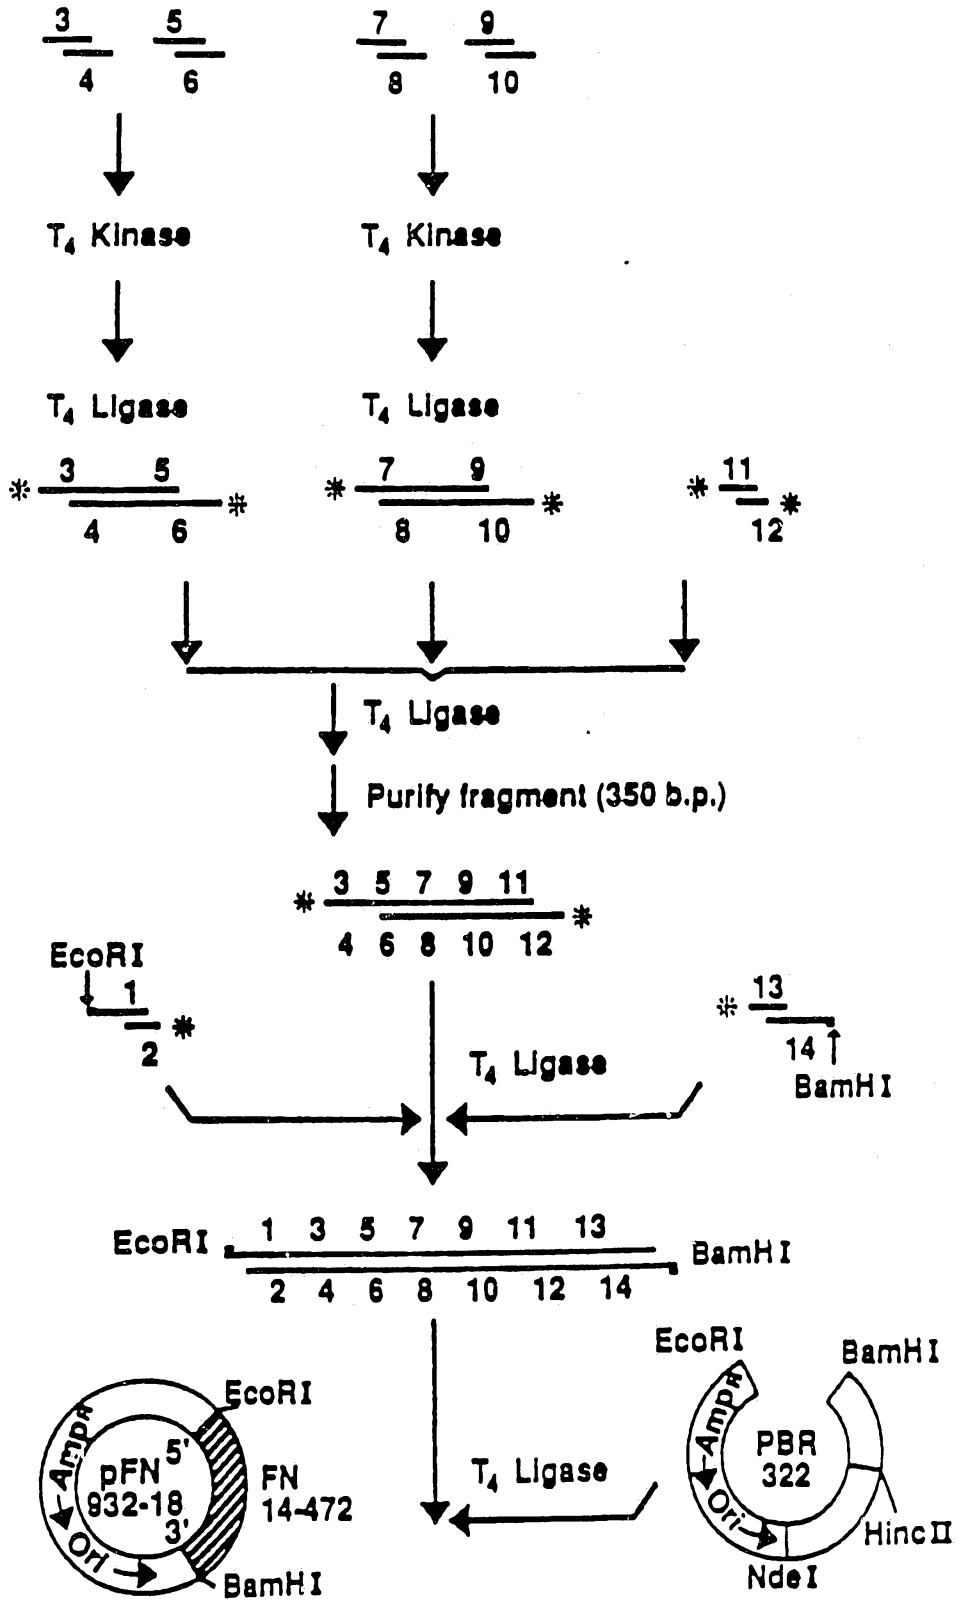 3 5 7 9
4 6 8 10
T4 Kinase T4 Kinase
T4 Ligase T4 Ligase
* 3 5 * 7 9 * 11
4 6 * 8 10 * 12 *
T4 Ligase
Purify fragment (350 b.p.)
* 3 5 7 9 11
4 6 8 10 12 *
EcoRI
1
2 *
* 13
14
BamHI
T4 Ligase
1 3 5 7 9 11 13
EcoRI BamHI
2 4 6 8 10 12 14
EcoRI BamHI
AmpR
PBR
322
Ori
HincII
NdeI
T4 Ligase
EcoRI
AmpR
5'
pFN
932-18
3'
Ori
FN
14-472
BamHI